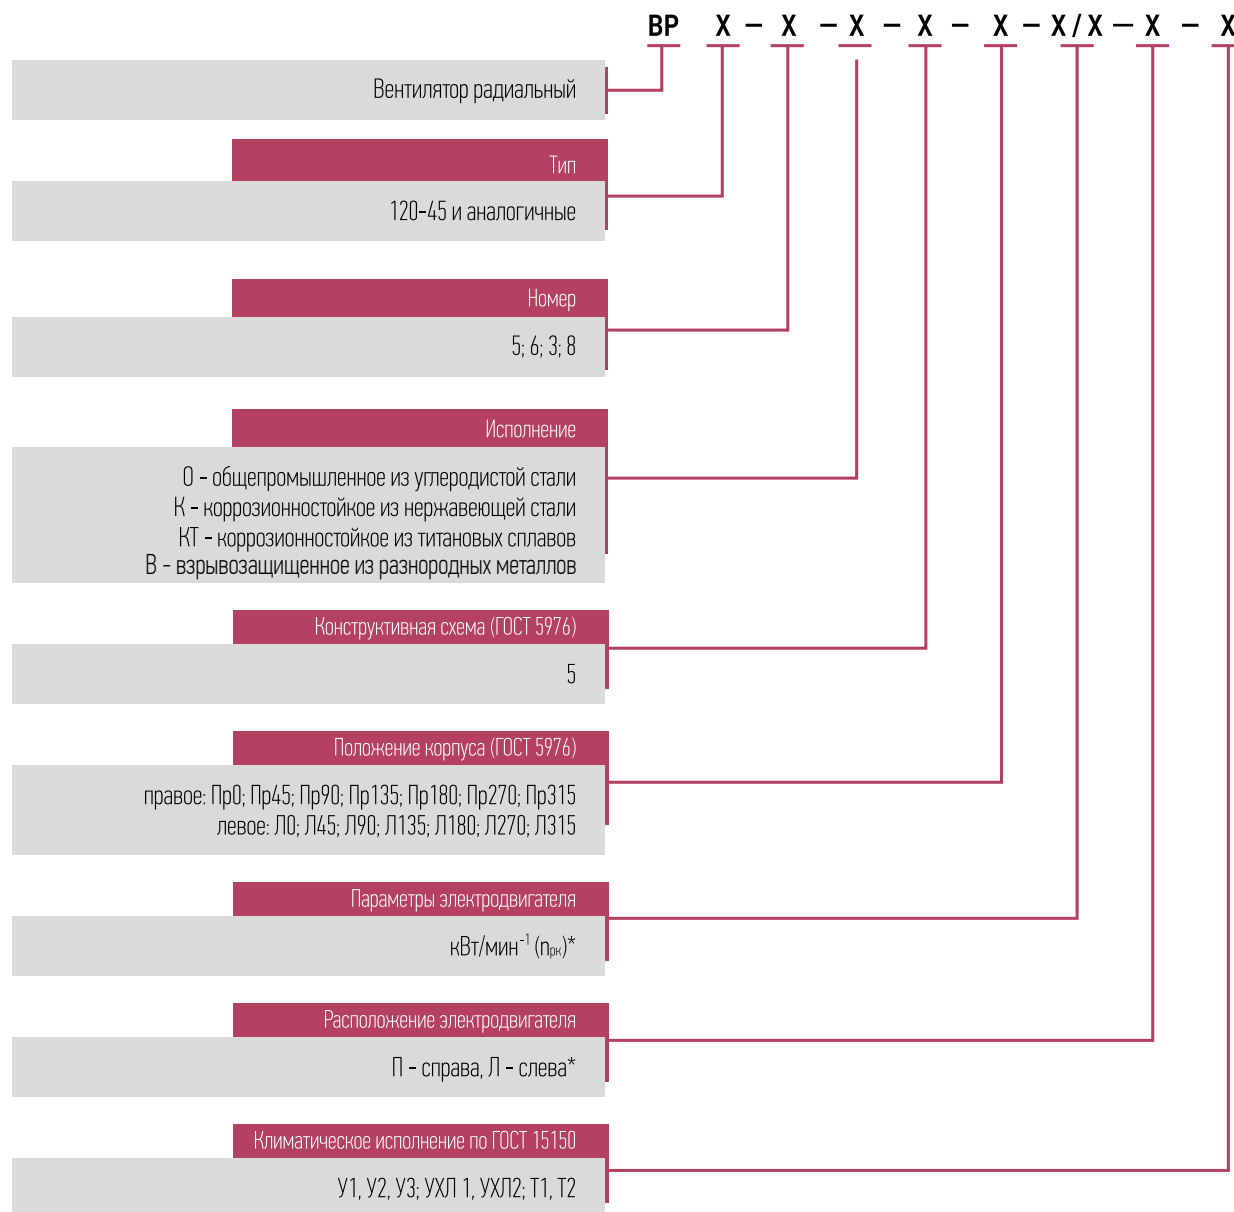 ВР Х – Х – Х – Х – Х – Х / Х – Х – Х
Вентилятор радиальный
Тип
120-45 и аналогичные
Номер
5; 6; 3; 8
Исполнение
О - общепромышленное из углеродистой стали
К - коррозионностойкое из нержавеющей стали
КТ - коррозионностойкое из титановых сплавов
В - взрывозащищенное из разнородных металлов
Конструктивная схема (ГОСТ 5976)
5
Положение корпуса (ГОСТ 5976)
правое: Пр0; Пр45; Пр90; Пр135; Пр180; Пр270; Пр315
левое: Л0; Л45; Л90; Л135; Л180; Л270; Л315
Параметры электродвигателя
кВт/мин⁻¹ (nрк)*
Расположение электродвигателя
П - справа, Л - слева*
Климатическое исполнение по ГОСТ 15150
У1, У2, У3; УХЛ 1, УХЛ2; Т1, Т2